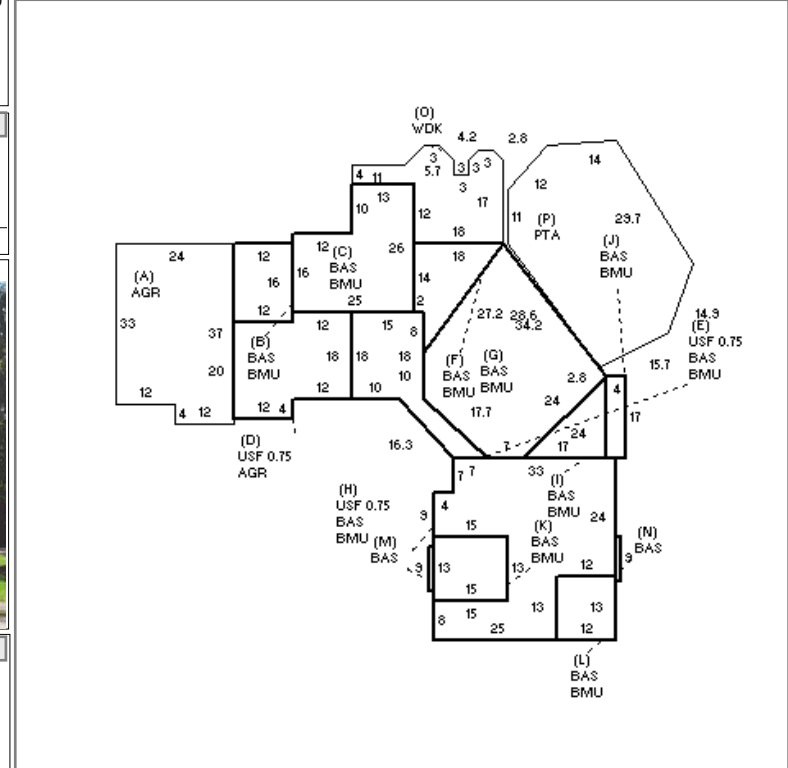 (O)
WDK
4.2 2.8
3
5.7
3 3 3
3
4 11
13
10
17
12
18
14
12
11
(P)
PTA
29.7
(J)
BAS
BMU
24
(A)
AGR
33
37
20
12
4 12
12
16
12
16
12
(C)
BAS
BMU
26
25
18
14
2
(B)
BAS
BMU
12
18
12
12 4
18
15 8
18
10
10
27.2 28.6
34.2
(F)
BAS
BMU
(G)
BAS
BMU
2.8
24
17.7
7
24
17
4
17
14.9
15.7
(E)
USF 0.75
BAS
BMU
(D)
USF 0.75
AGR
16.3
(H)
USF 0.75
BAS
BMU
(M)
BAS
7 7
33
(I)
BAS
BMU
9
4
15
24
(K)
BAS
BMU
(N)
BAS
9
9 13
13
15
12
8
15
13
13
25
12
(L)
BAS
BMU